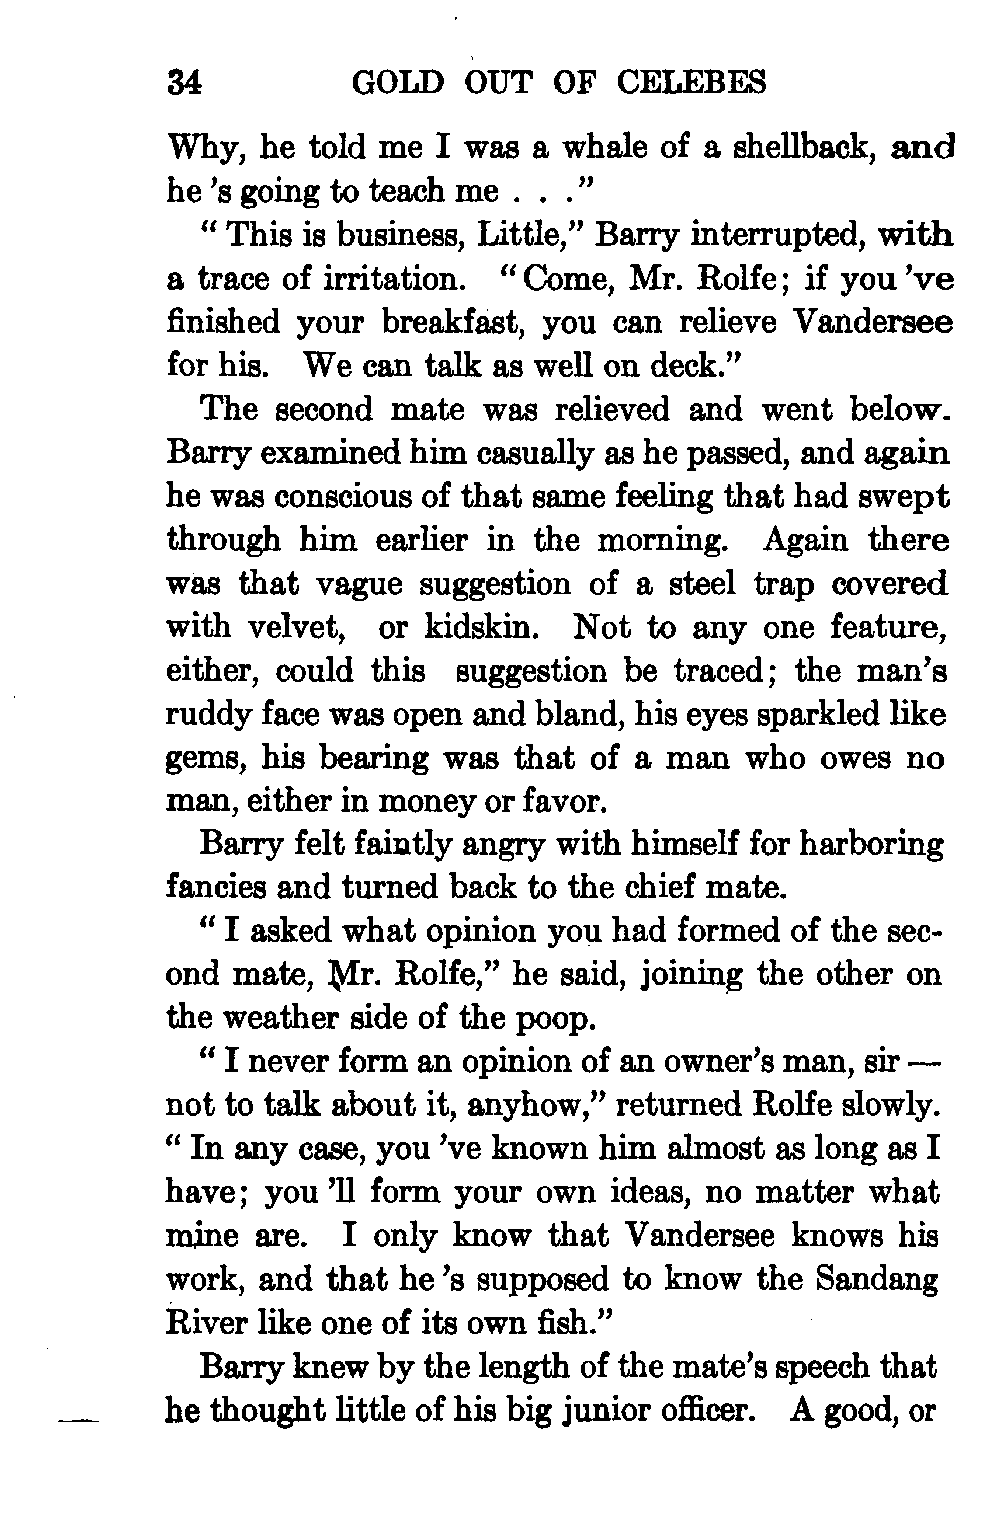 34 GOLD OUT OF CELEBES
Why, he told me I was a whale of a shellback, and
he 's going to teach me . . ."
" This is business, Little," Barry interrupted, with
a trace of irritation. " Come, Mr. Rolfe; if you 've
finished your breakfast, you can relieve Vandersee
for his. We can talk as well on deck."
The second mate was relieved and went below.
Barry examined him casually as he passed, and again
he was conscious of that same feeling that had swept
through him earlier in the morning. Again there
was that vague suggestion of a steel trap covered
with velvet, or kidskin. Not to any one feature,
either, could this suggestion be traced; the man's
ruddy face was open and bland, his eyes sparkled like
gems, his bearing was that of a man who owes no
man, either in money or favor.
Barry felt faintly angry with himself for harboring
fancies and turned back to the chief mate.
" I asked what opinion you had formed of the sec-
ond mate, Mr. Rolfe," he said, joining the other on
the weather side of the poop.
" I never form an opinion of an owner's man, sir —
not to talk about it, anyhow," returned Rolfe slowly.
" In any case, you 've known him almost as long as I
have; you 'll form your own ideas, no matter what
mine are. I only know that Vandersee knows his
work, and that he 's supposed to know the Sandang
River like one of its own fish."
Barry knew by the length of the mate's speech that
he thought little of his big junior officer. A good, or